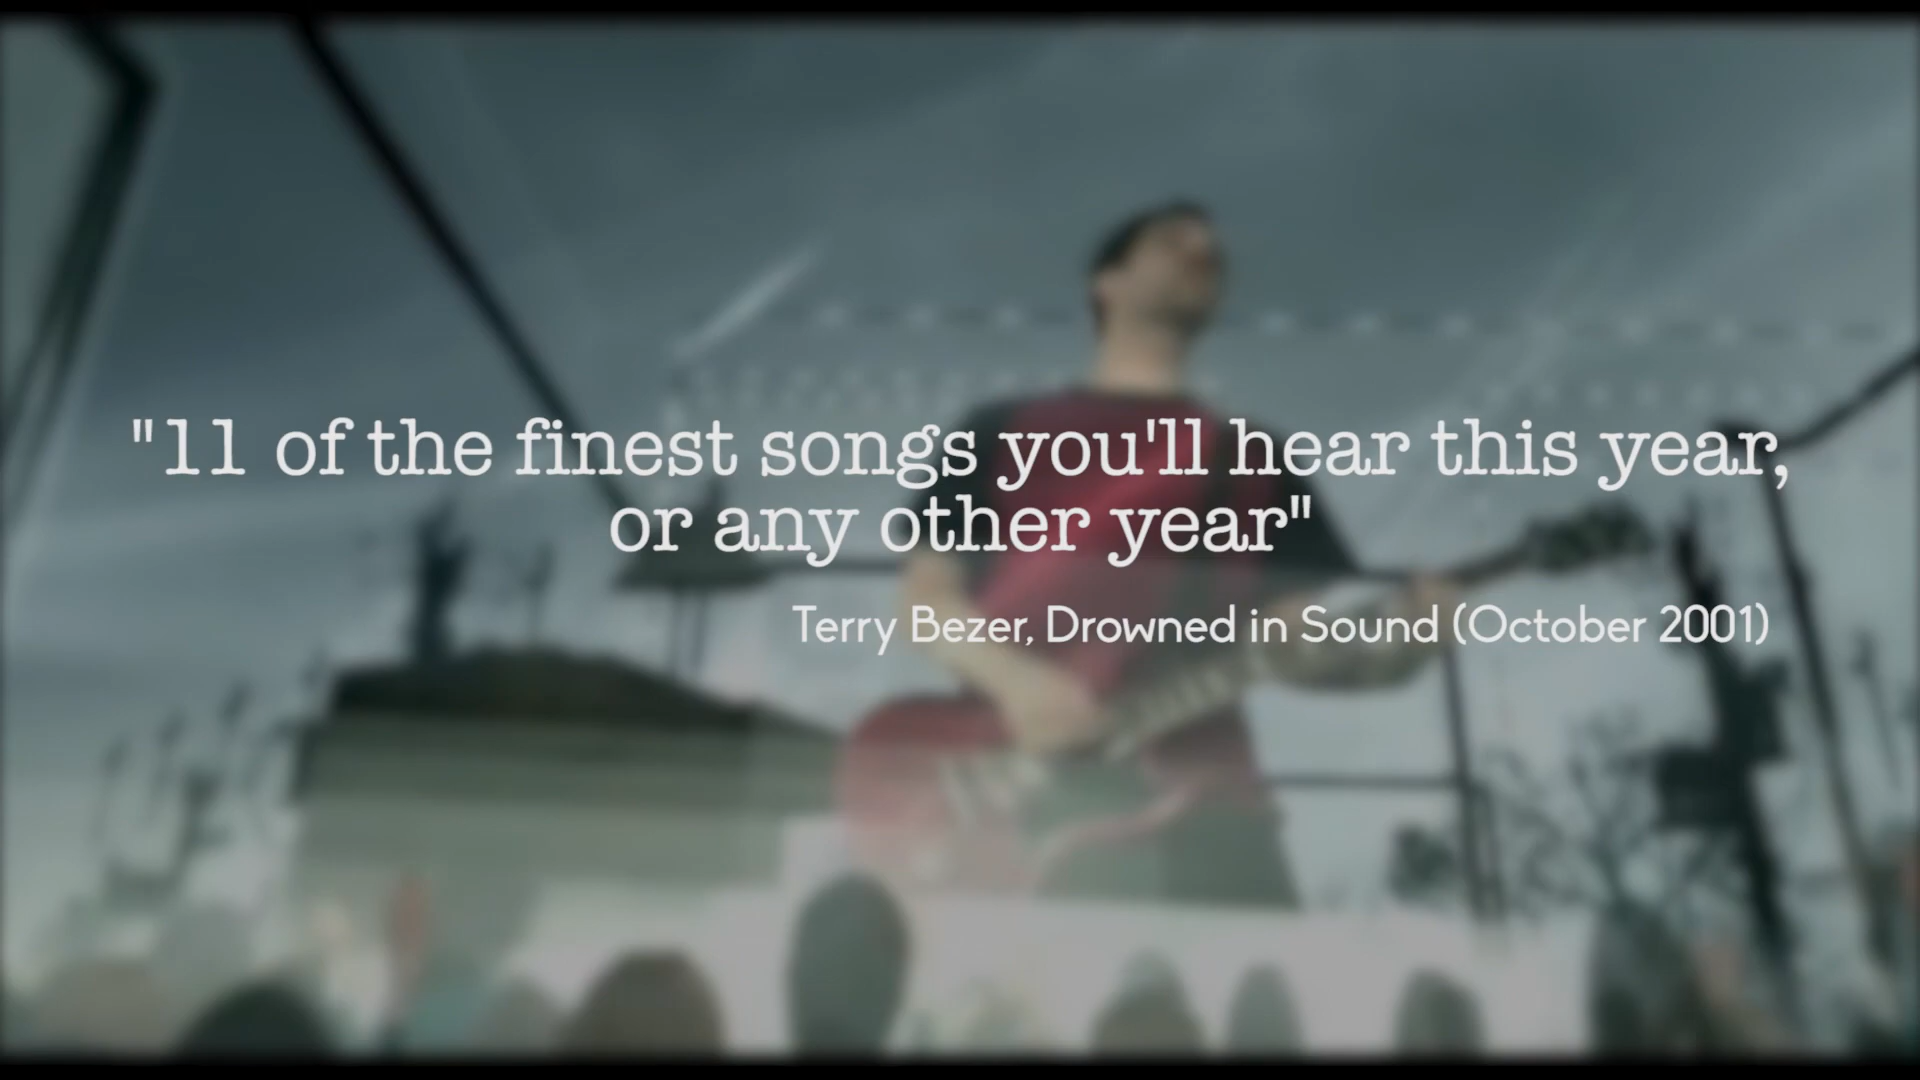 "11 of the finest songs you'll hear this year,
or any other year"
Terry Bezer, Drowned in Sound (October 2001)